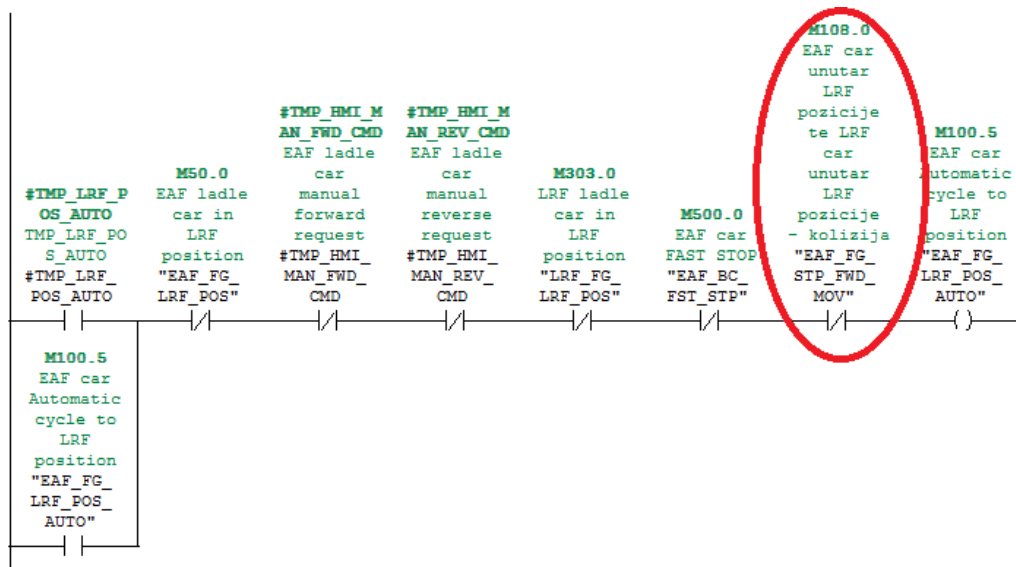 #TMP_LRF_P
OS_AUTO
TMP_LRF_PO
S_AUTO
#TMP_LRF_
POS_AUTO
M50.0
EAF ladle
car in
LRF
position
"EAF_FG_
LRF_POS"
#TMP_HMI_M
AN_FWD_CMD
EAF ladle
car
manual
forward
request
#TMP_HMI_
MAN_FWD_
CMD
#TMP_HMI_M
AN_REV_CMD
EAF ladle
car
manual
reverse
request
#TMP_HMI_
MAN_REV_
CMD
M303.0
LRF ladle
car in
LRF
position
"LRF_FG_
LRF_POS"
M500.0
EAF car
FAST STOP
"EAF_BC_
FST_STP"
M108.0
EAF car
unutar
LRF
pozicije
te LRF
car
unutar
LRF
pozicije
- kolizija
"EAF_FG_
STP_FWD_
MOV"
M100.5
EAF car
Automatic
cycle to
LRF
position
"EAF_FG_
LRF_POS_
AUTO"
M100.5
EAF car
Automatic
cycle to
LRF
position
"EAF_FG_
LRF_POS_
AUTO"